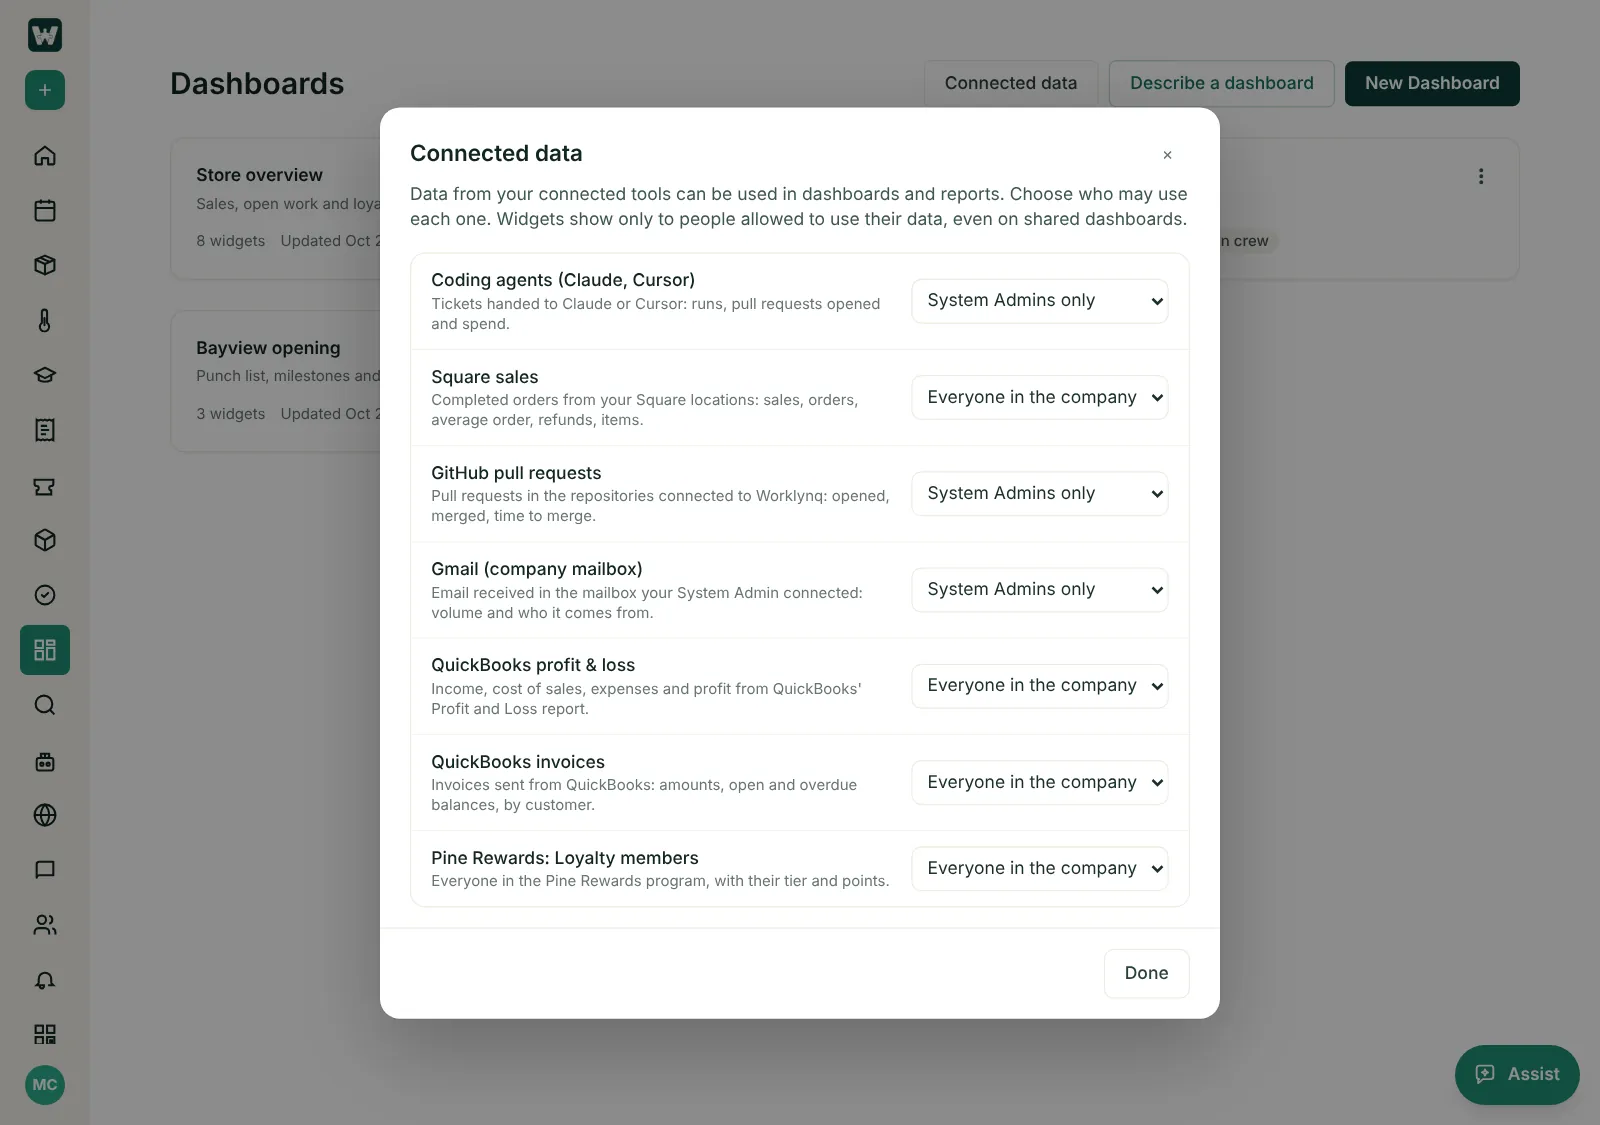 W
Dashboards
Connected data
Describe a dashboard
New Dashboard
Store overview
Sales, open work and loya
8 widgets Updated Oct 2
n crew
Bayview opening
Punch list, milestones and
3 widgets Updated Oct 2
Connected data
×
Data from your connected tools can be used in dashboards and reports. Choose who may use
each one. Widgets show only to people allowed to use their data, even on shared dashboards.
Coding agents (Claude, Cursor)
Tickets handed to Claude or Cursor: runs, pull requests opened
and spend.
System Admins only
Square sales
Completed orders from your Square locations: sales, orders,
average order, refunds, items.
Everyone in the company
GitHub pull requests
Pull requests in the repositories connected to Worklynq: opened,
merged, time to merge.
System Admins only
Gmail (company mailbox)
Email received in the mailbox your System Admin connected:
volume and who it comes from.
System Admins only
QuickBooks profit & loss
Income, cost of sales, expenses and profit from QuickBooks'
Profit and Loss report.
Everyone in the company
QuickBooks invoices
Invoices sent from QuickBooks: amounts, open and overdue
balances, by customer.
Everyone in the company
Pine Rewards: Loyalty members
Everyone in the Pine Rewards program, with their tier and points.
Everyone in the company
Done
MC
Assist